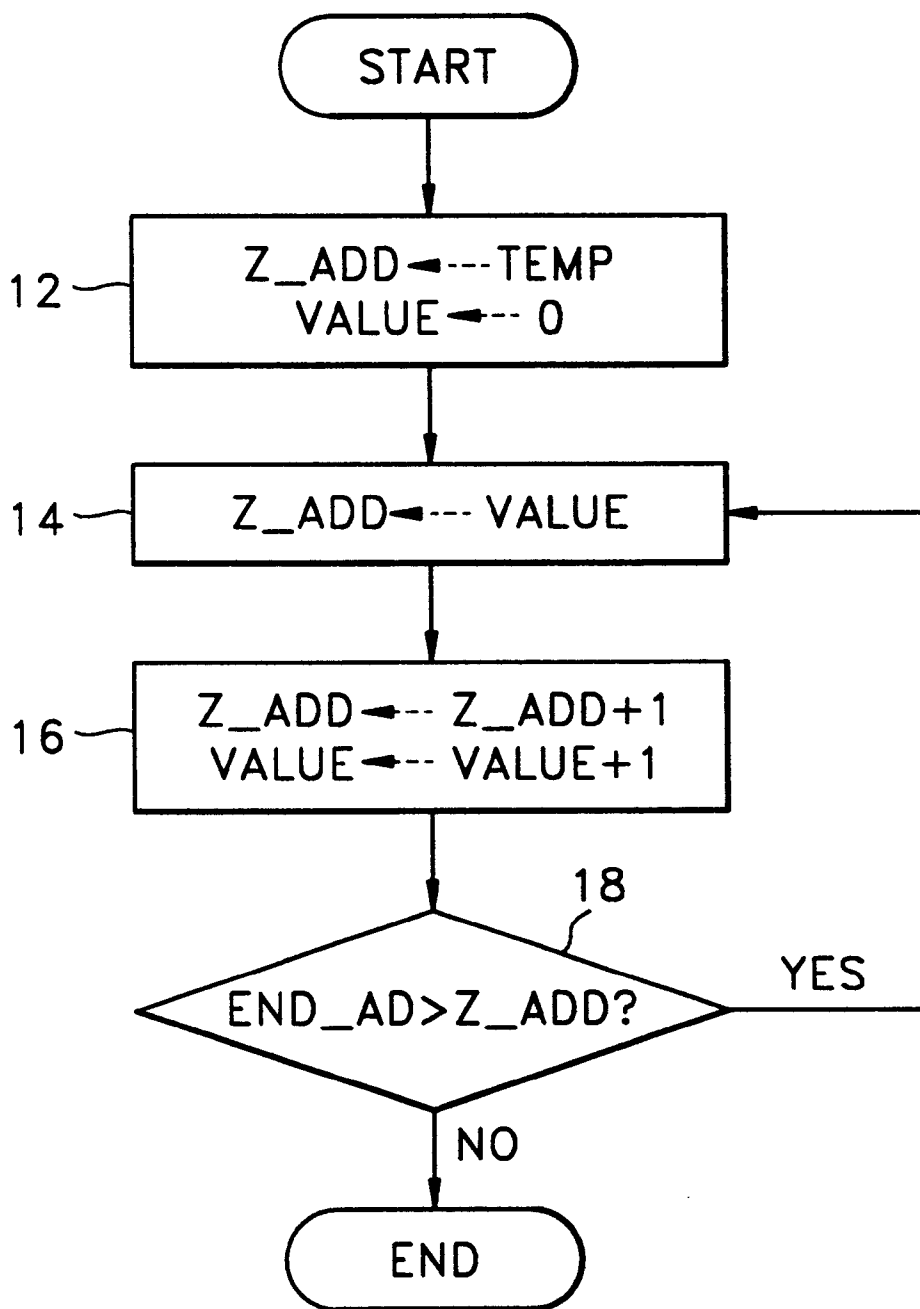 START
12
Z_ADD◄---TEMP
VALUE◄--- 0
14
Z_ADD◄--- VALUE
16
Z_ADD◄--- Z_ADD+1
VALUE◄--- VALUE+1
18
END_AD>Z_ADD?
YES
NO
END